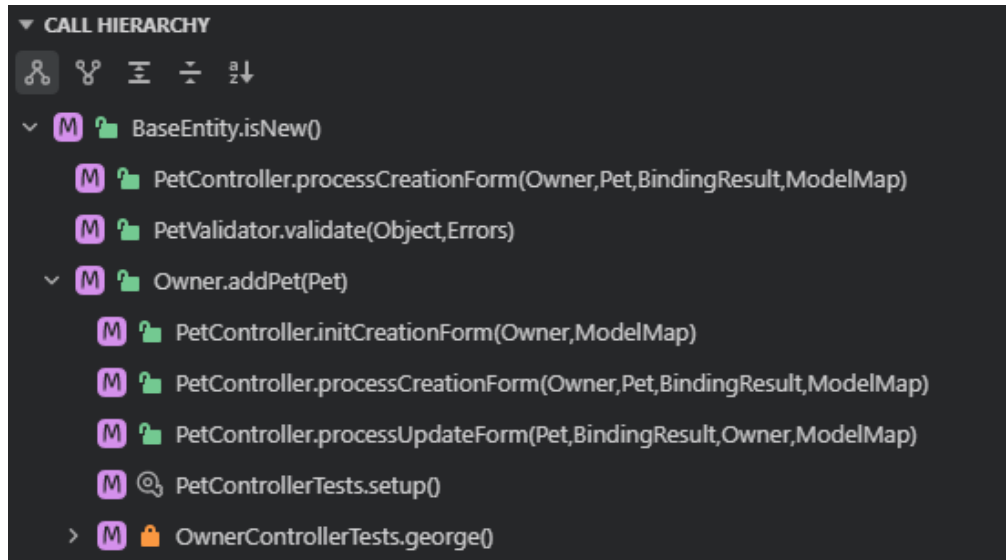 CALL HIERARCHY
M BaseEntity.isNew()
M PetController.processCreationForm(Owner,Pet,BindingResult,ModelMap)
M PetValidator.validate(Object,Errors)
M Owner.addPet(Pet)
M PetController.initCreationForm(Owner,ModelMap)
M PetController.processCreationForm(Owner,Pet,BindingResult,ModelMap)
M PetController.processUpdateForm(Pet,BindingResult,Owner,ModelMap)
M PetControllerTests.setup()
M OwnerControllerTests.george()